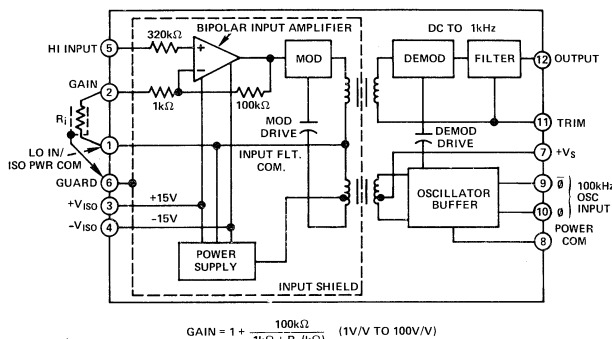 BIPOLAR INPUT AMPLIFIER
DC TO 1kHz
HI INPUT 5 320kΩ
+
−
MOD
DEMOD
FILTER
12 OUTPUT
GAIN 2
1kΩ
100kΩ
Ri
MOD DRIVE
DEMOD DRIVE
11 TRIM
1
LO IN/ ISO PWR COM
INPUT FLT. COM.
7 +VS
GUARD 6
OSCILLATOR BUFFER
9 Ø̅
10 Ø
100kHz OSC INPUT
+VISO 3 +15V
−VISO 4 −15V
8 POWER COM
POWER SUPPLY
INPUT SHIELD
GAIN = 1 + 100kΩ / 1kΩ + Ri (kΩ) (1V/V TO 100V/V)